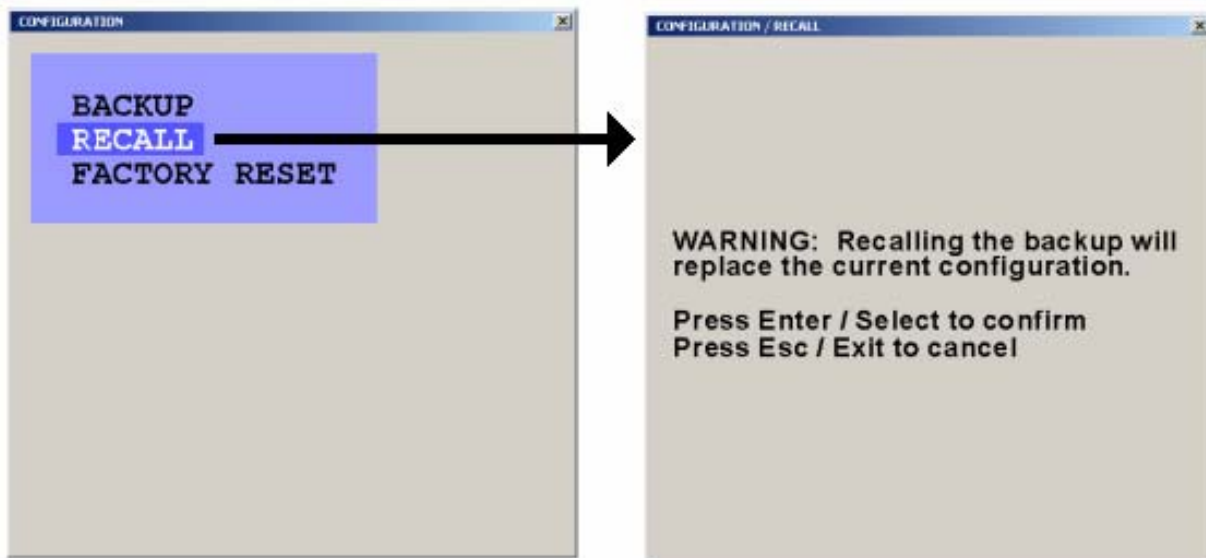 CONFIGURATION
BACKUP
RECALL
FACTORY RESET
CONFIGURATION / RECALL
WARNING: Recalling the backup will
replace the current configuration.
Press Enter / Select to confirm
Press Esc / Exit to cancel